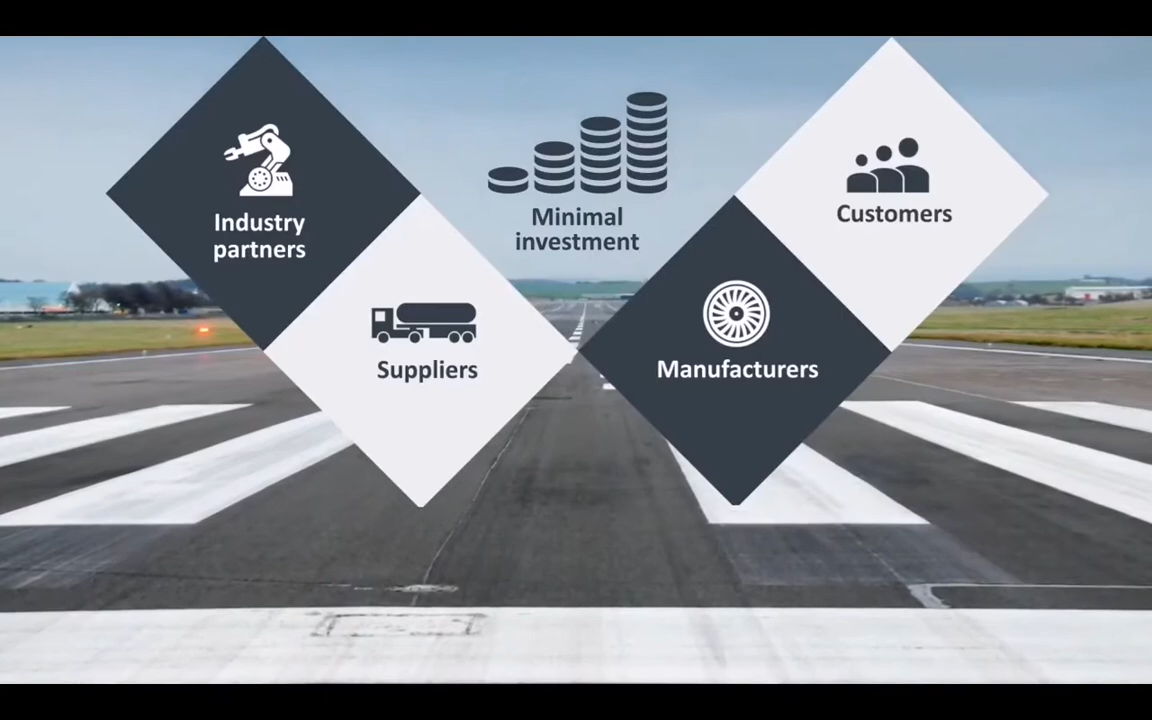 Industry
partners
Suppliers
Minimal
investment
Manufacturers
Customers